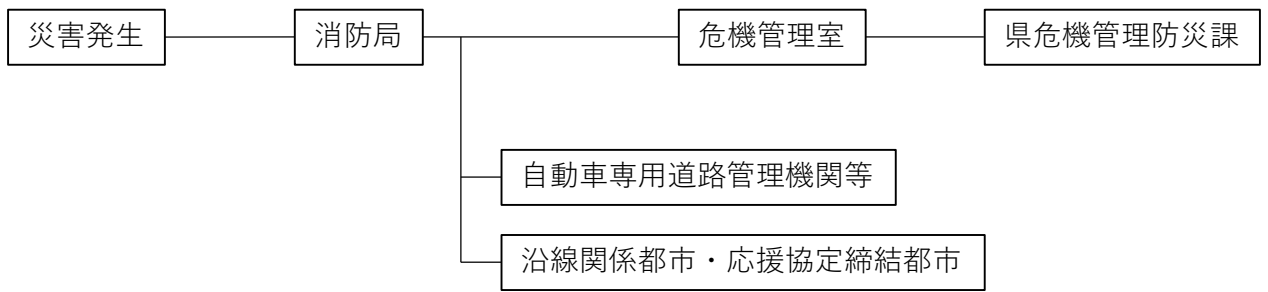 災害発生
消防局
危機管理室
県危機管理防災課
自動車専用道路管理機関等
沿線関係都市・応援協定締結都市